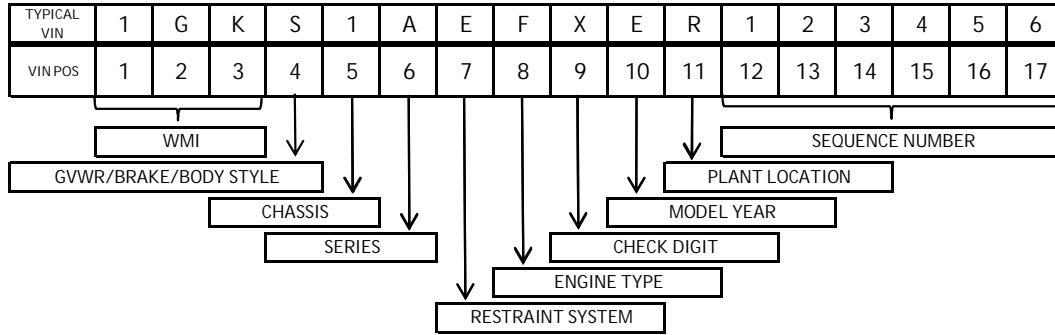 TYPICAL
VIN 1 G K S 1 A E F X E R 1 2 3 4 5 6
VIN POS 1 2 3 4 5 6 7 8 9 10 11 12 13 14 15 16 17
WMI SEQUENCE NUMBER
GVWR/BRAKE/BODY STYLE PLANT LOCATION
CHASSIS MODEL YEAR
SERIES CHECK DIGIT
ENGINE TYPE
RESTRAINT SYSTEM